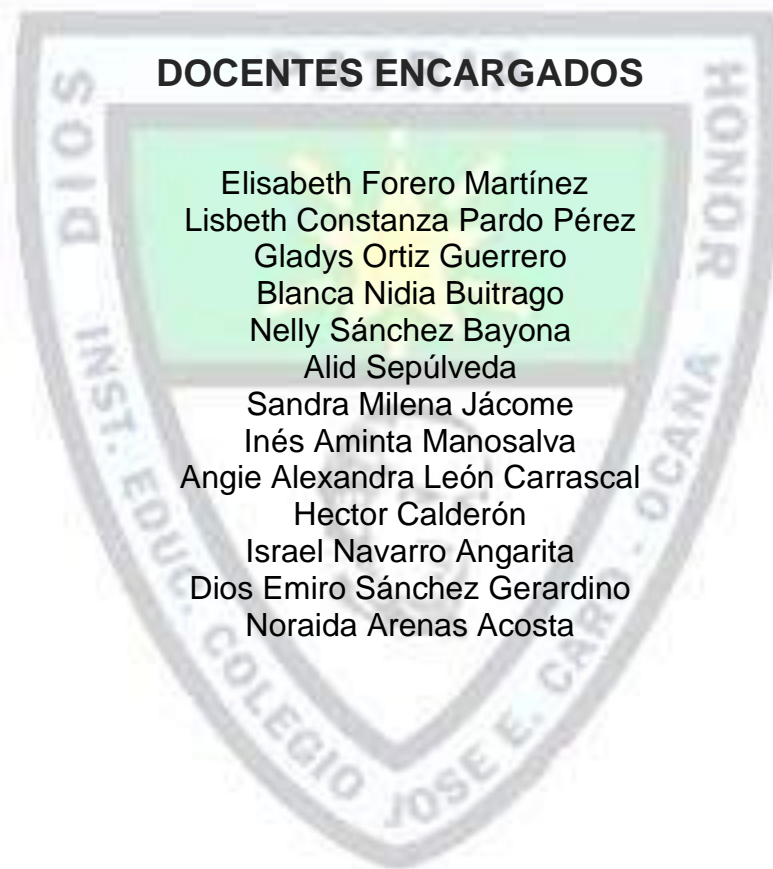 DOCENTES ENCARGADOS
Elisabeth Forero Martínez
Lisbeth Constanza Pardo Pérez
Gladys Ortiz Guerrero
Blanca Nidia Buitrago
Nelly Sánchez Bayona
Alid Sepúlveda
Sandra Milena Jácome
Inés Aminta Manosalva
Angie Alexandra León Carrascal
Hector Calderón
Israel Navarro Angarita
Dios Emiro Sánchez Gerardino
Noraida Arenas Acosta
DIOS
HONOR
INST. EDUC. COLEGIO JOSE E. CARO - OCAÑA